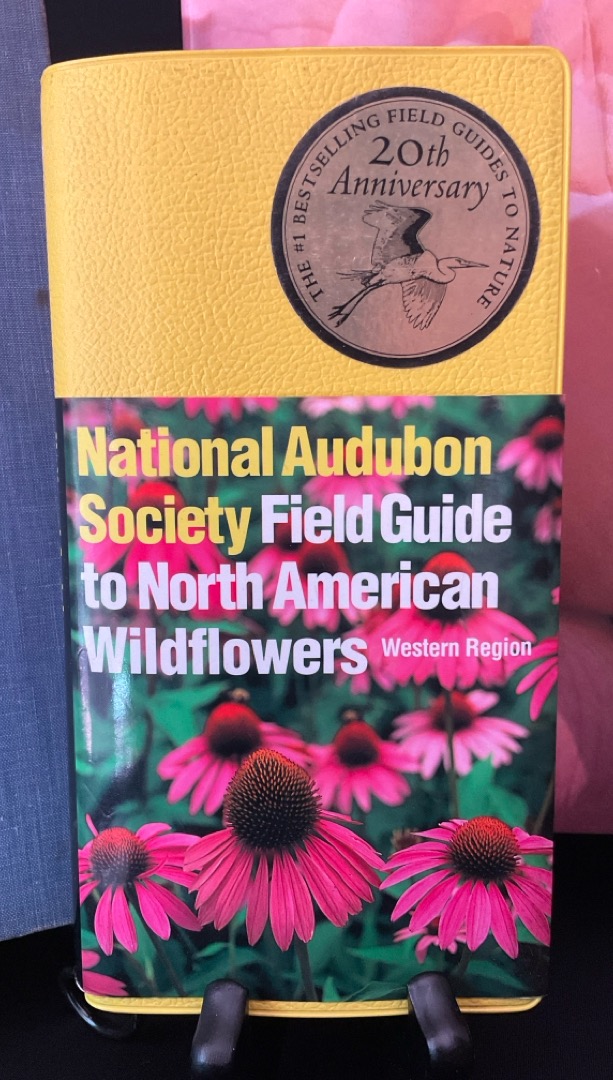 THE #1 BESTSELLING FIELD GUIDES TO NATURE
20th
Anniversary
National Audubon
Society Field Guide
to North American
Wildflowers Western Region